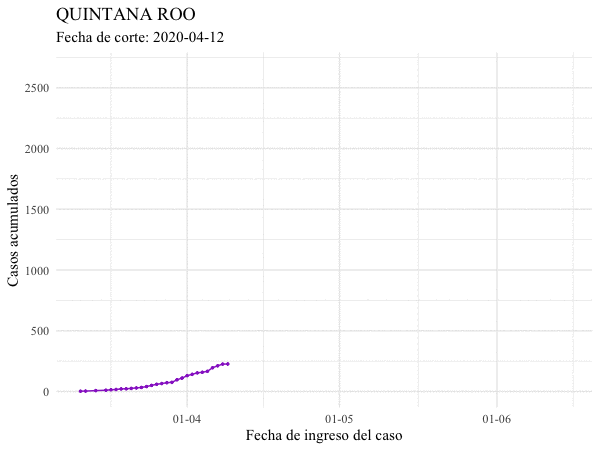 QUINTANA ROO
Fecha de corte: 2020-04-12
Casos acumulados
2500
2000
1500
1000
500
0
01-04
01-05
01-06
Fecha de ingreso del caso